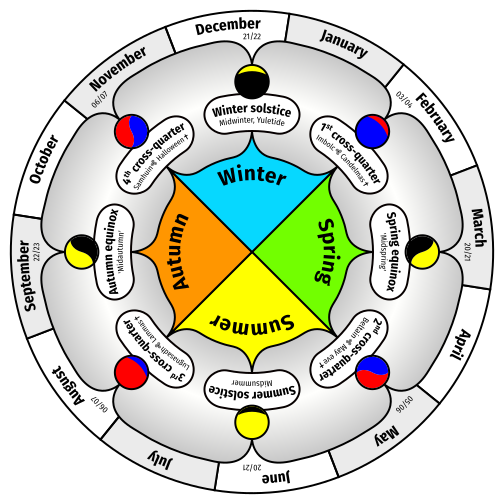 December
21/22
January
February
03/04
March
20/21
April
May
05/06
June
20/21
July
August
06/07
September
22/23
October
November
06/07
Winter solstice
Midwinter, Yuletide
1st cross-quarter
Imbolc Candelmas✝
Spring equinox
'Midspring'
2nd cross-quarter
Beltain May eve✝
Summer solstice
Midsummer
3rd cross-quarter
Lughnasadh Lammas✝
Autumn equinox
'Midautumn'
4th cross-quarter
Samhuin Halloween✝
Winter
Spring
Summer
Autumn